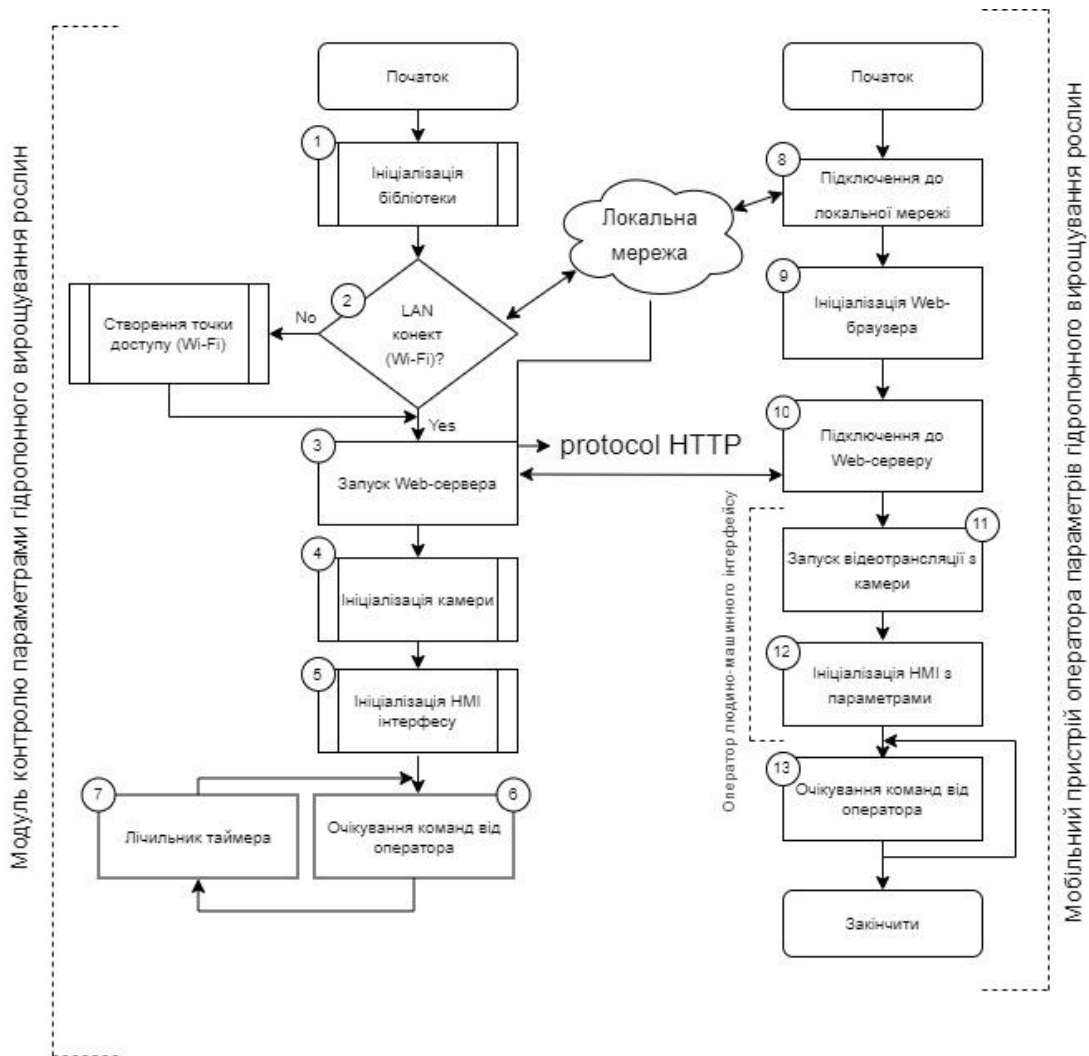 Модуль контролю параметрами гідропонного вирощування рослин
Початок
1
Ініціалізація
бібліотеки
2
LAN
конект
(Wi-Fi)?
No
Створення точки
доступу (Wi-Fi)
Yes
3
Запуск Web-сервера
4
Ініціалізація камери
5
Ініціалізація HMI
інтерфесу
6
Очікування команд від
оператора
7
Лічильник таймера
Локальна
мережа
protocol HTTP
Початок
8
Підключення до
локальної мережі
9
Ініціалізація Web-
браузера
10
Підключення до
Web-серверу
Оператор людино-машинного інтерфейсу
11
Запуск відеотрансляції з
камери
12
Ініціалізація HMI з
параметрами
13
Очікування команд від
оператора
Закінчити
Мобільний пристрій оператора параметрів гідропонного вирощування рослин